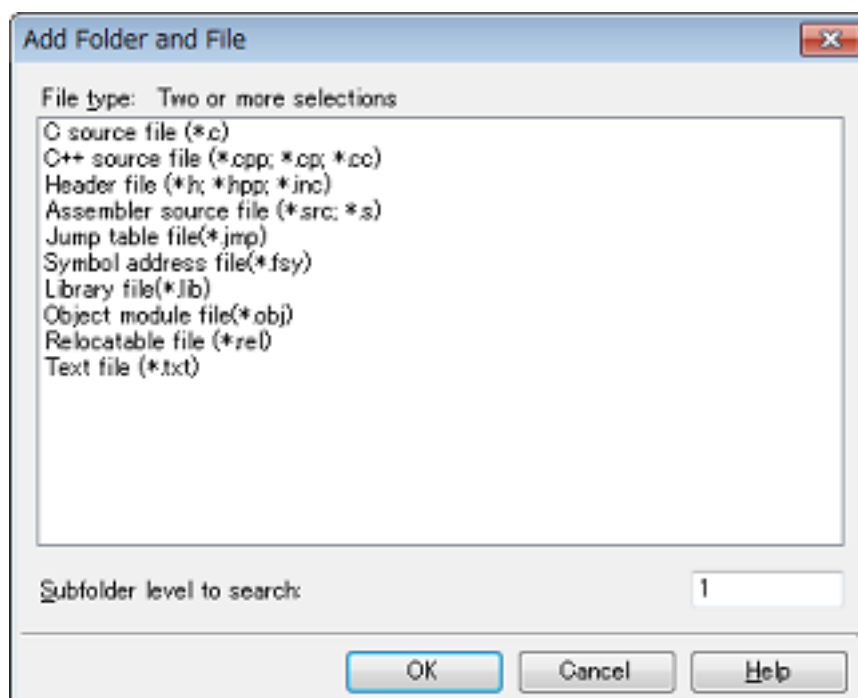 Add Folder and File
File type: Two or more selections
C source file (*.c)
C++ source file (*.cpp; *.cp; *.cc)
Header file (*.h; *.hpp; *.inc)
Assembler source file (*.src; *.s)
Jump table file(*.jmp)
Symbol address file(*.fsy)
Library file(*.lib)
Object module file(*.obj)
Relocatable file (*.rel)
Text file (*.txt)
Subfolder level to search: 1
OK Cancel Help